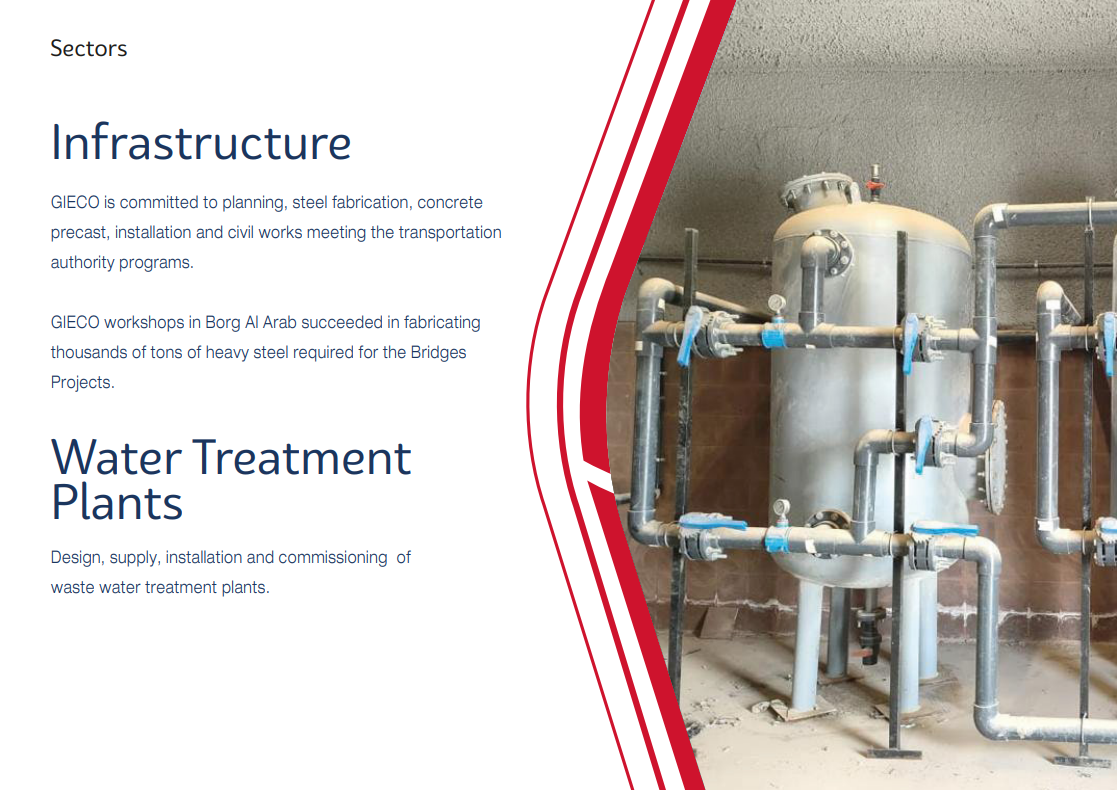 Sectors
Infrastructure
GIECO is committed to planning, steel fabrication, concrete
precast, installation and civil works meeting the transportation
authority programs.
GIECO workshops in Borg Al Arab succeeded in fabricating
thousands of tons of heavy steel required for the Bridges
Projects.
Water Treatment
Plants
Design, supply, installation and commissioning  of
waste water treatment plants.